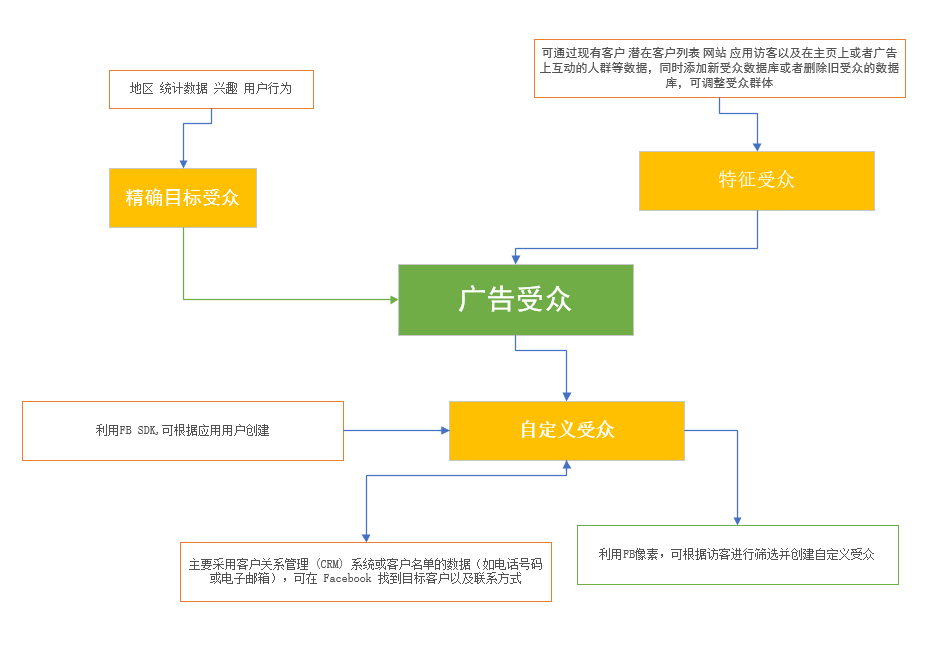 可通过现有客户 潜在客户列表 网站 应用访客以及在主页上或者广告
上互动的人群等数据，同时添加新受众数据库或者删除旧受众的数据
库，可调整受众群体
地区 统计数据 兴趣 用户行为
特征受众
精确目标受众
广告受众
利用FB SDK,可根据应用用户创建
自定义受众
主要采用客户关系管理 (CRM) 系统或客户名单的数据（如电话号码
或电子邮箱），可在 Facebook 找到目标客户以及联系方式
利用FB像素，可根据访客进行筛选并创建自定义受众